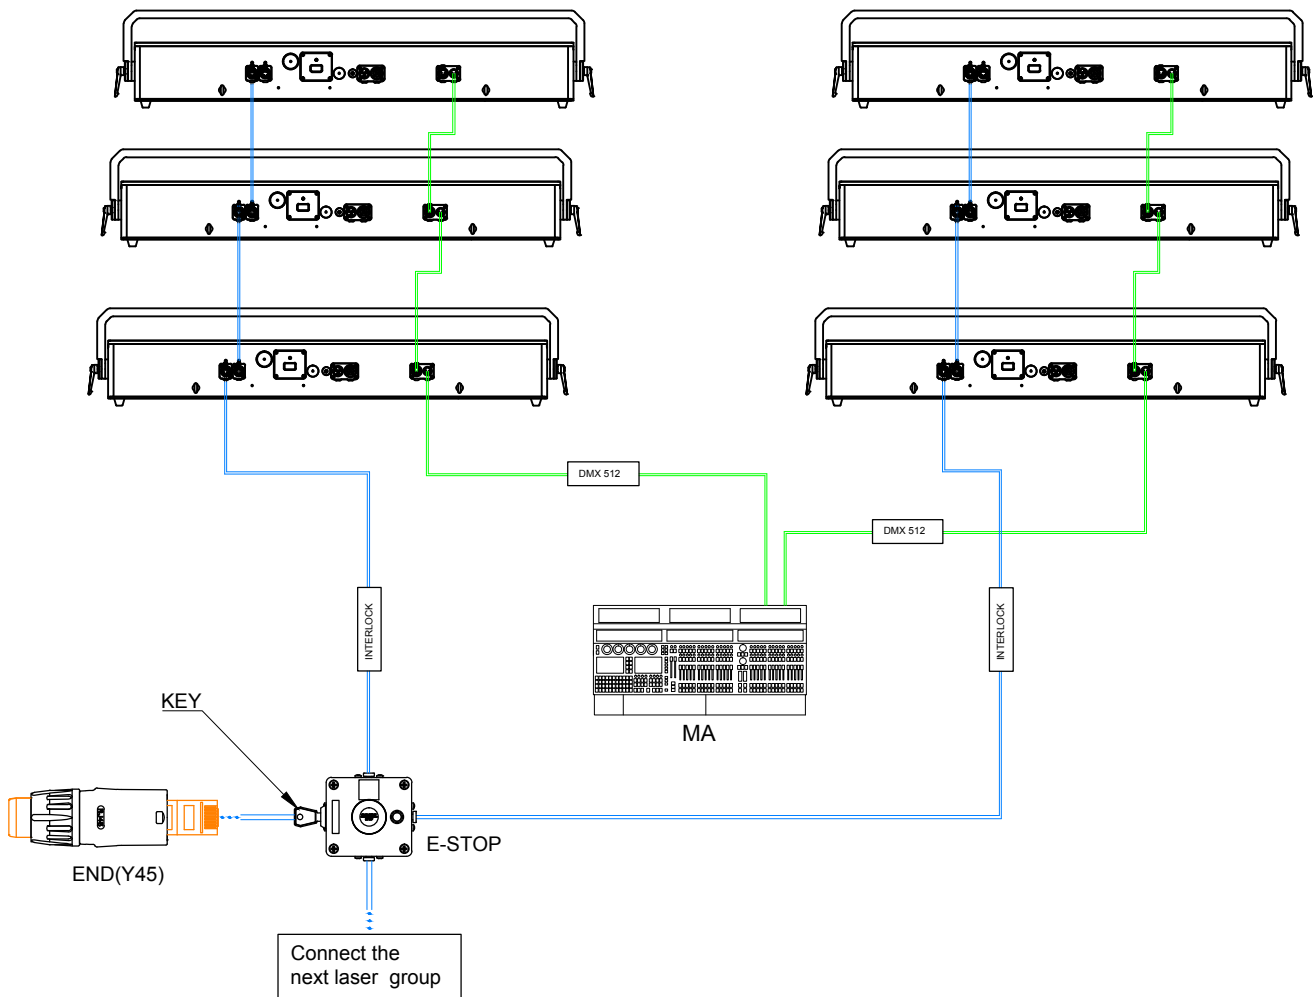 DMX 512
DMX 512
INTERLOCK
INTERLOCK
KEY
MA
E-STOP
END(Y45)
Connect the
next laser group